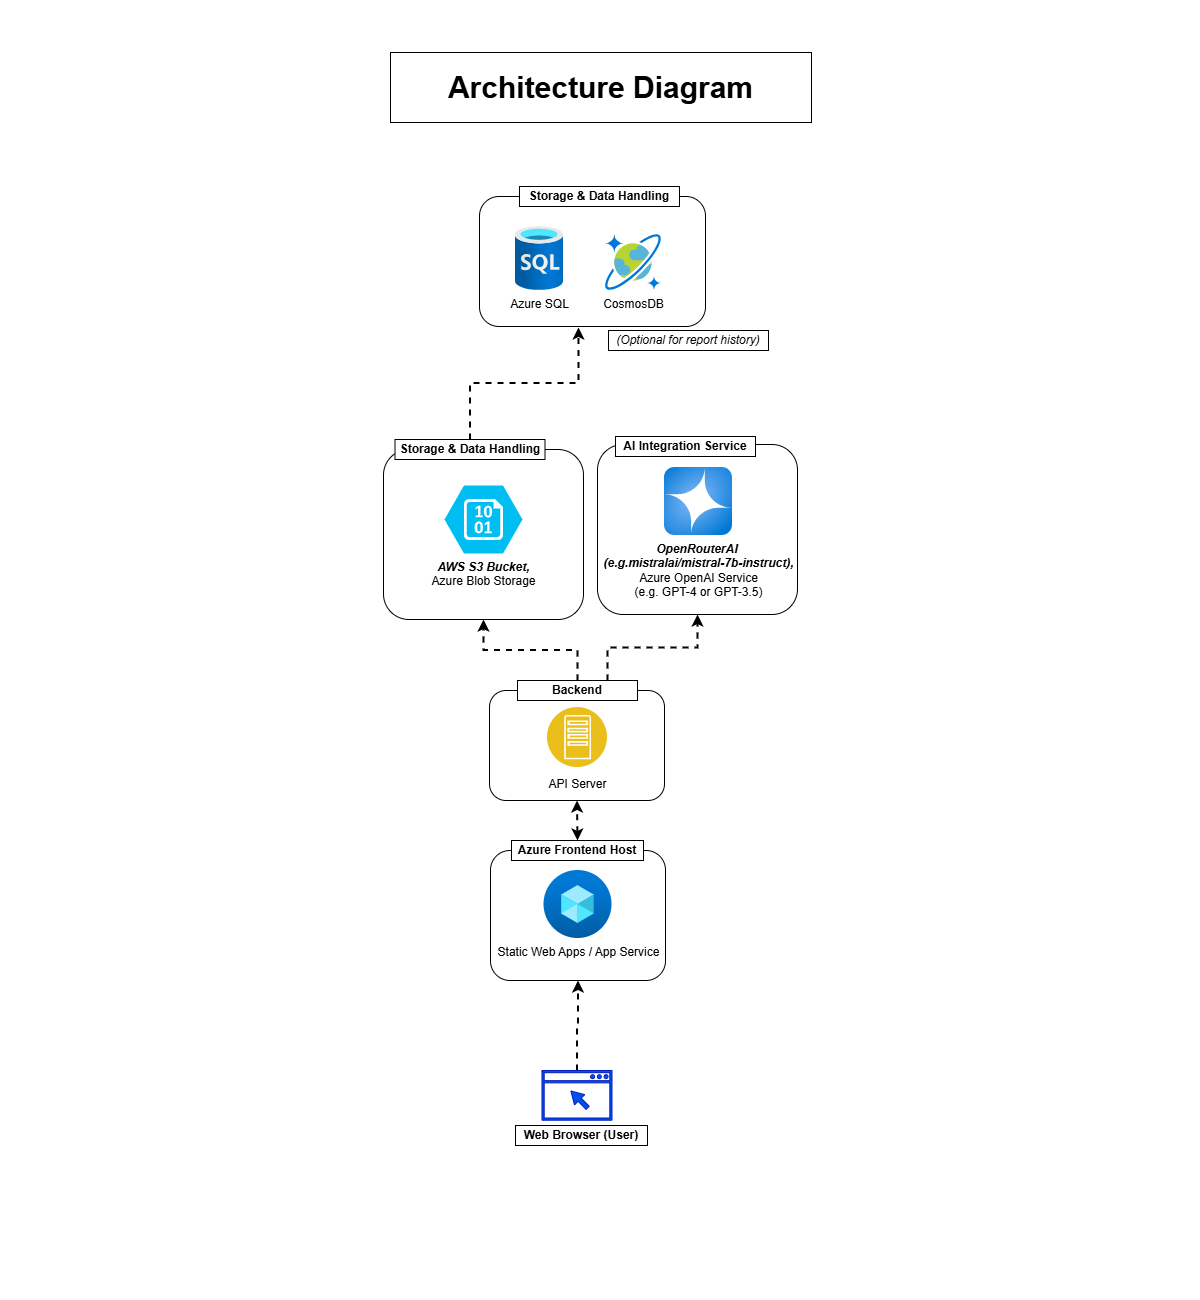 Architecture Diagram
Storage & Data Handling
SQL
Azure SQL
CosmosDB
(Optional for report history)
Storage & Data Handling
10
01
AWS S3 Bucket,
Azure Blob Storage
AI Integration Service
OpenRouterAI
(e.g.mistralai/mistral-7b-instruct),
Azure OpenAI Service
(e.g. GPT-4 or GPT-3.5)
Backend
API Server
Azure Frontend Host
Static Web Apps / App Service
Web Browser (User)